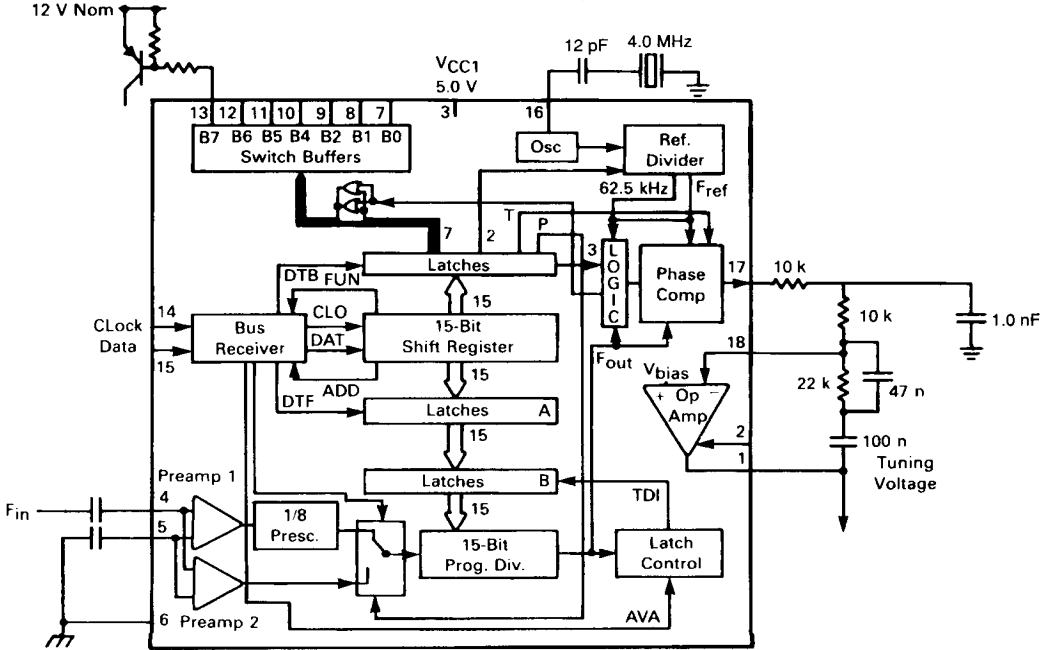 12 V Nom
VCC1
5.0 V
12 pF
4.0 MHz
13 12 11 10 9 8 7
3
16
B7 B6 B5 B4 B2 B1 B0
Switch Buffers
Osc
Ref.
Divider
62.5 kHz
Fref
T
P
7
2
3
LOGIC
Phase
Comp
17
10 k
10 k
1.0 nF
DTB
FUN
Latches
15
14
CLock
Data
15
Bus
Receiver
CLO
DAT
ADD
15-Bit
Shift Register
15
Fout
18
Vbias
+ Op −
Amp
22 k
47 n
DTF
Latches A
15
2
1
100 n
Tuning
Voltage
Latches B
TDI
15
Preamp 1
Fin
4
5
1/8
Presc.
15-Bit
Prog. Div.
Latch
Control
6
Preamp 2
AVA